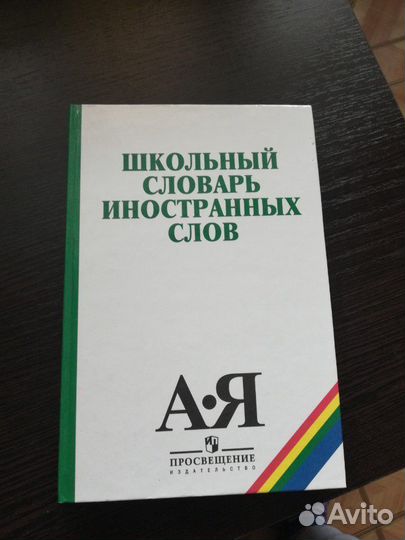 ШКОЛЬНЫЙ
СЛОВАРЬ
ИНОСТРАННЫХ
СЛОВ
А•Я
ПРОСВЕЩЕНИЕ
ИЗДАТЕЛЬСТВО
Avito